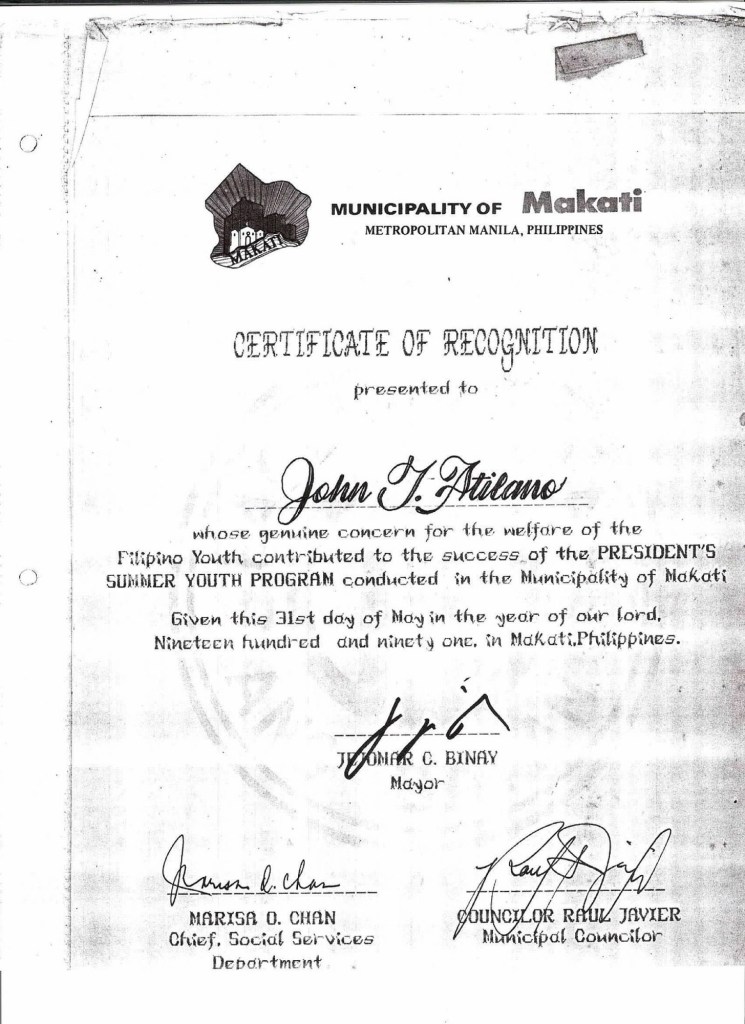 MAKATI
MUNICIPALITY OF Makati
METROPOLITAN MANILA, PHILIPPINES
CERTIFICATE OF RECOGNITION
presented to
John J. Atilano
whose genuine concern for the welfare of the
Filipino Youth contributed to the success of the PRESIDENT'S
SUMMER YOUTH PROGRAM conducted in the Municipality of Makati
Given this 31st day of May in the year of our lord,
Nineteen hundred and ninety one, in Makati,Philippines.
JEJOMAR C. BINAY
Mayor
Marisa O. Chan
MARISA O. CHAN
Chief, Social Services
Department
COUNCILOR RAUL JAVIER
Municipal Councilor